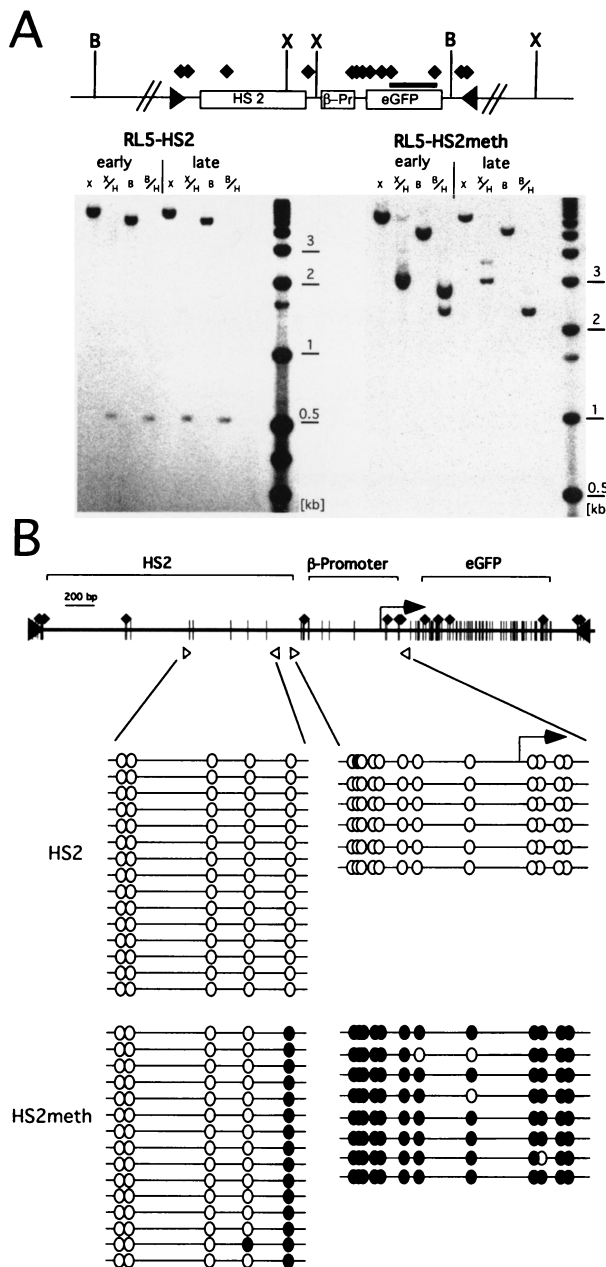 A
B X X B X
HS 2 β-Pr eGFP
RL5-HS2 RL5-HS2meth
early late early late
X X/H B B/H X X/H B B/H X X/H B B/H X X/H B B/H
3
2
1
0.5
[kb]
3
2
1
0.5
[kb]
B
HS2 β-Promoter eGFP
200 bp
HS2
HS2meth